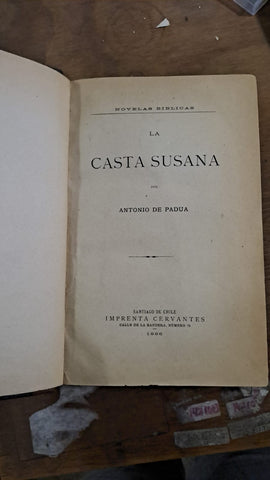 NOVELAS BIBLICAS
LA
CASTA SUSANA
POR
ANTONIO DE PADUA
SANTIAGO DE CHILE
IMPRENTA CERVANTES
CALLE DE LA BANDERA, NÚMERO